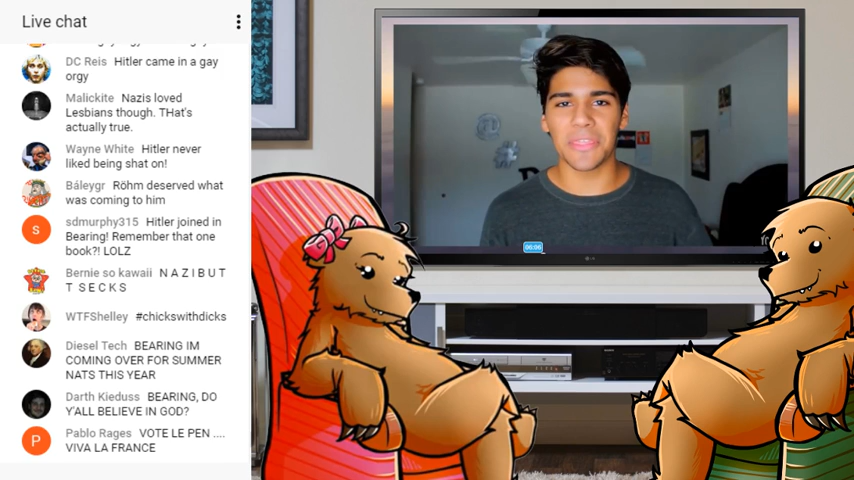 Live chat
DC Reis Hitler came in a gay
orgy
Malickite Nazis loved
Lesbians though. THat's
actually true.
Wayne White Hitler never
liked being shat on!
Báleygr Röhm deserved what
was coming to him
sdmurphy315 Hitler joined in
Bearing! Remember that one
book?! LOLZ
Bernie so kawaii N A Z I B U T
T S E C K S
WTFShelley #chickswithdicks
Diesel Tech BEARING IM
COMING OVER FOR SUMMER
NATS THIS YEAR
Darth Kieduss BEARING, DO
Y'ALL BELIEVE IN GOD?
Pablo Rages VOTE LE PEN ....
VIVA LA FRANCE
S
P
@
#
00:06
LG